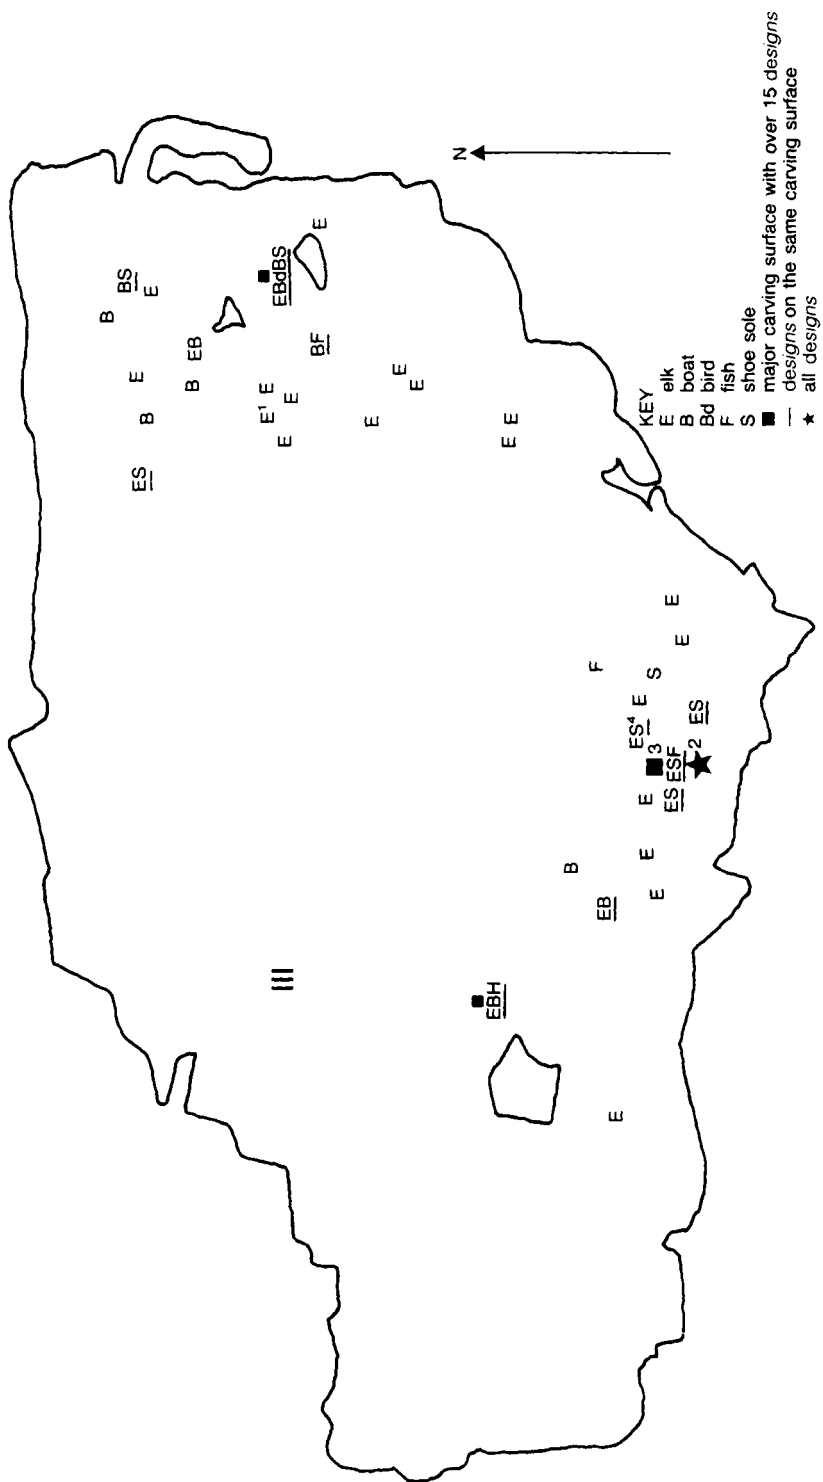 B
BS
E
ES
B
E
B
EB
E¹
E
EBdBS
III
E
E
BF
E
E
E
E
N
EBH
E
E
B
F
EB
E
ES⁴
E
E
E
3
S
E
ES
ESF
E
E
2
ES
KEY
E elk
B boat
Bd bird
F fish
S shoe sole
■ major carving surface with over 15 designs
— designs on the same carving surface
★ all designs